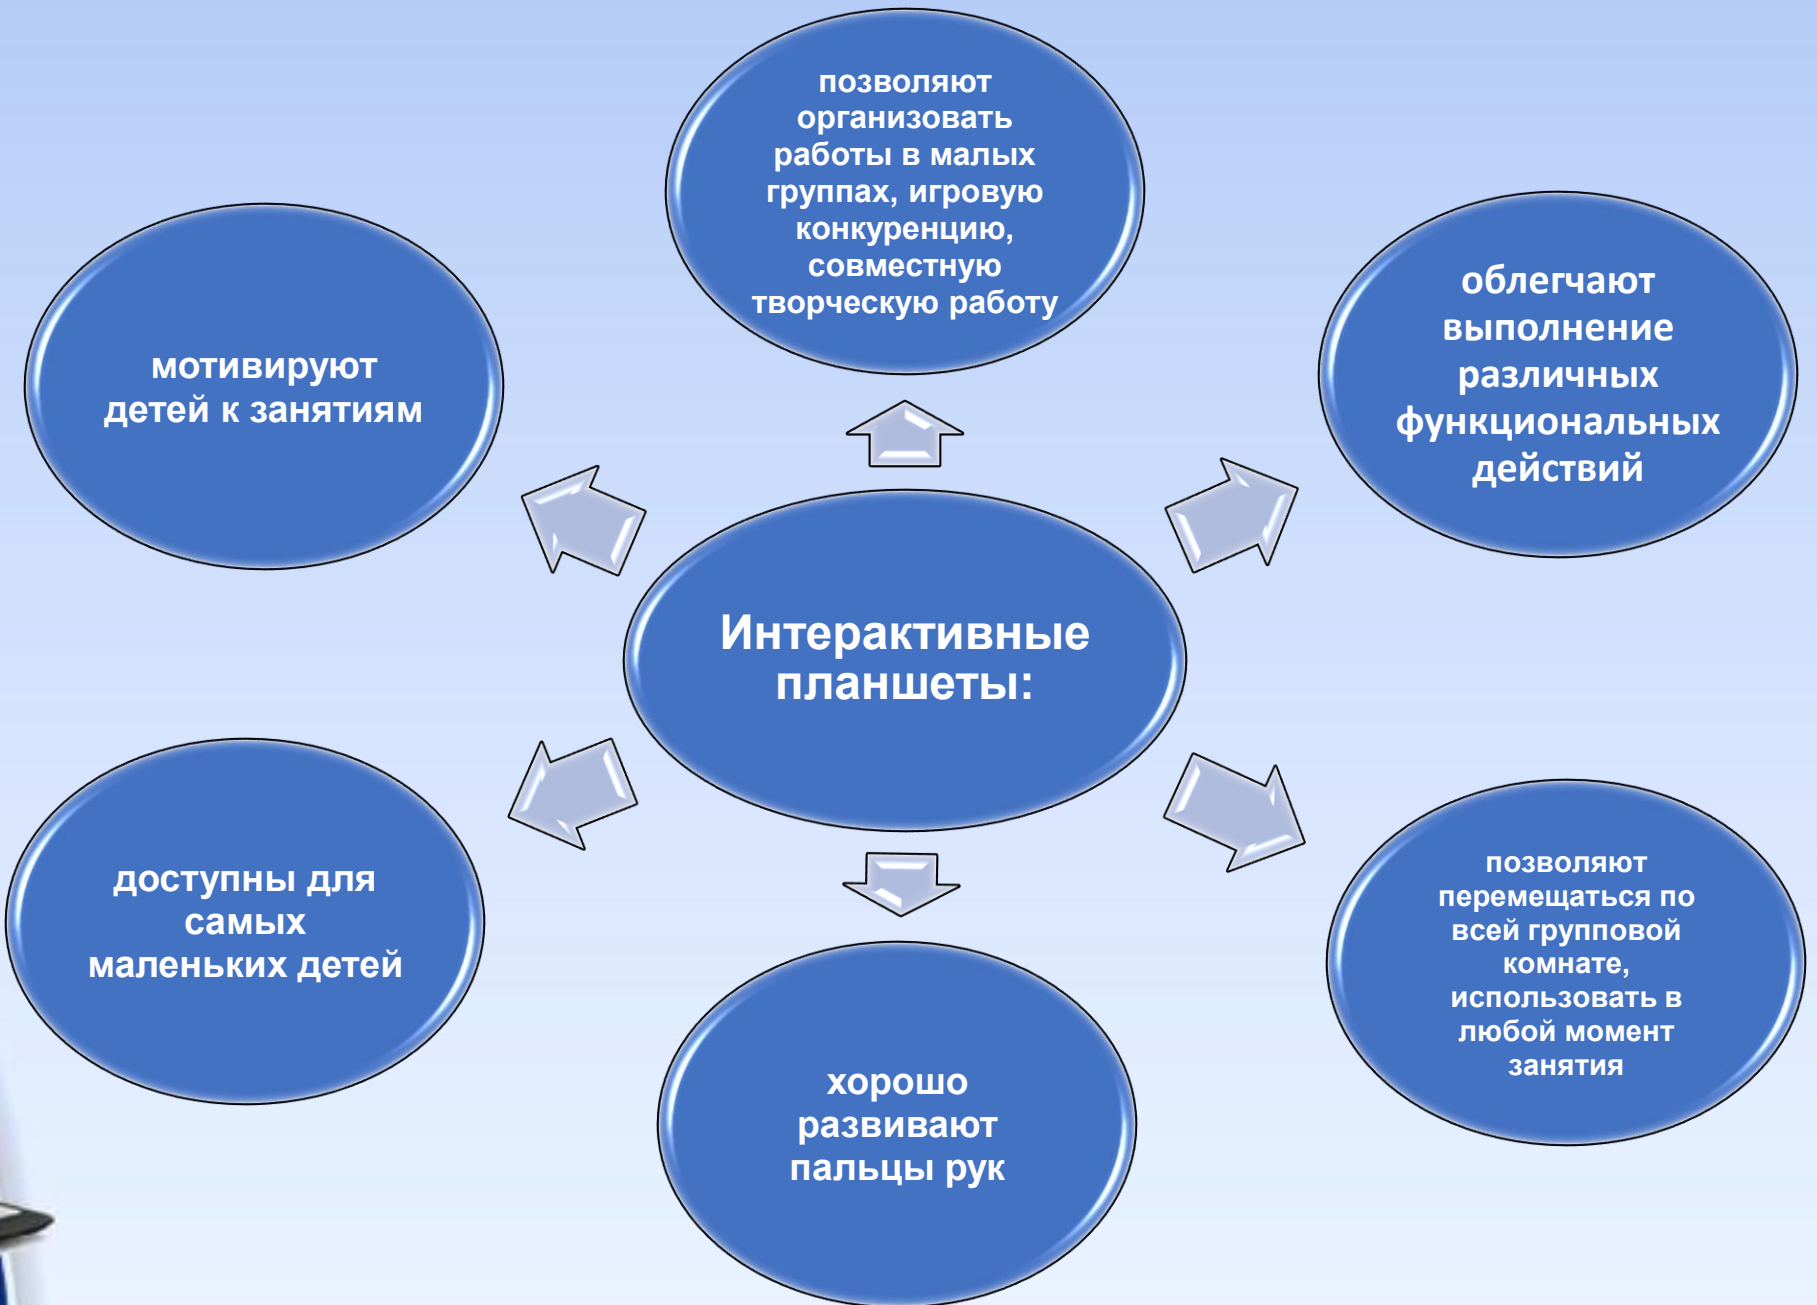 позволяют
организовать
работы в малых
группах, игровую
конкуренцию,
совместную
творческую работу
мотивируют
детей к занятиям
облегчают
выполнение
различных
функциональных
действий
Интерактивные
планшеты:
доступны для
самых
маленьких детей
позволяют
перемещаться по
всей групповой
комнате,
использовать в
любой момент
занятия
хорошо
развивают
пальцы рук